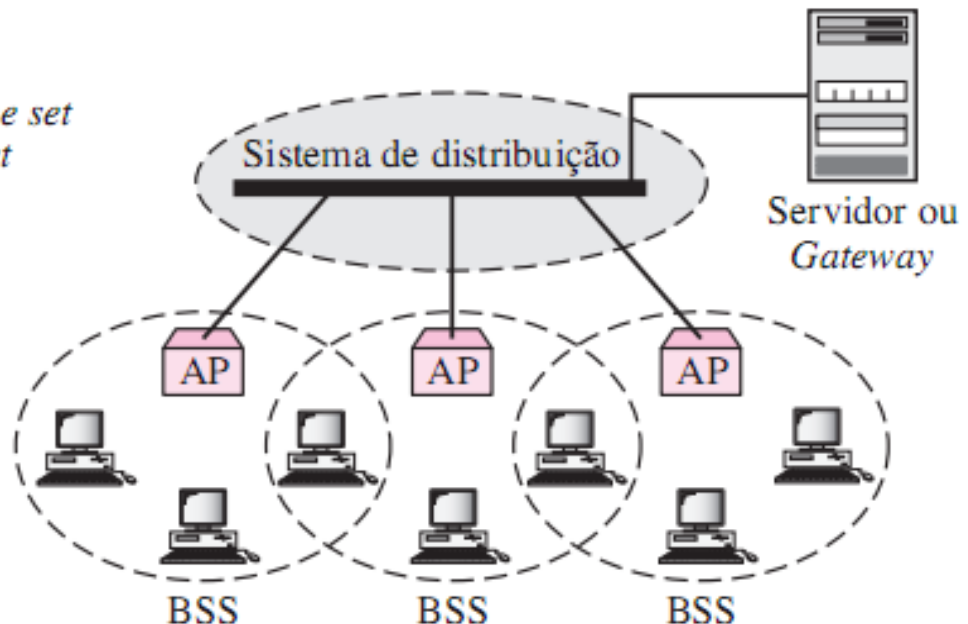 e set
t
Sistema de distribuição
Servidor ou
Gateway
AP
AP
AP
BSS
BSS
BSS